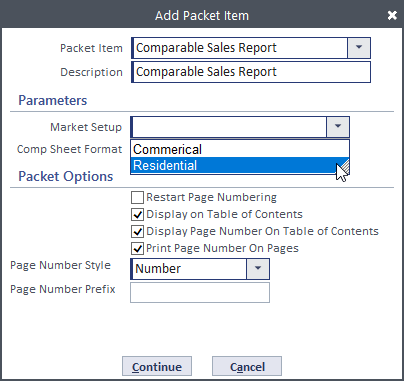 Add Packet Item
Packet Item Comparable Sales Report
Description Comparable Sales Report
Parameters
Market Setup
Commerical
Comp Sheet Format
Residential
Packet Options
Restart Page Numbering
Display on Table of Contents
Display Page Number On Table of Contents
Print Page Number On Pages
Page Number Style Number
Page Number Prefix
Continue Cancel